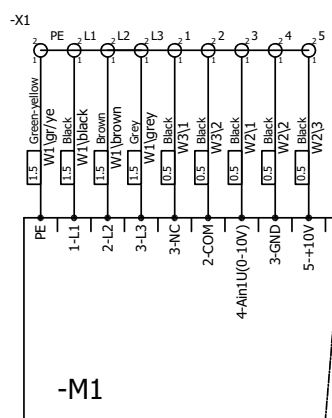 -X1
PE L1 L2 L3 1 2 3 4 5
2 2 2 2 2 2 2 2 2
1 1 1 1 1 1 1 1 1
Green-yellow
W1\gr/ye
1.5
Black
W1\black
1.5
Brown
W1\brown
1.5
Grey
W1\grey
1.5
Black
W3\1
0.5
Black
W3\2
0.5
Black
W2\1
0.5
Black
W2\2
0.5
Black
W2\3
0.5
PE
1-L1
2-L2
3-L3
3-NC
2-COM
4-Ain1U(0-10V)
3-GND
5-+10V
-M1